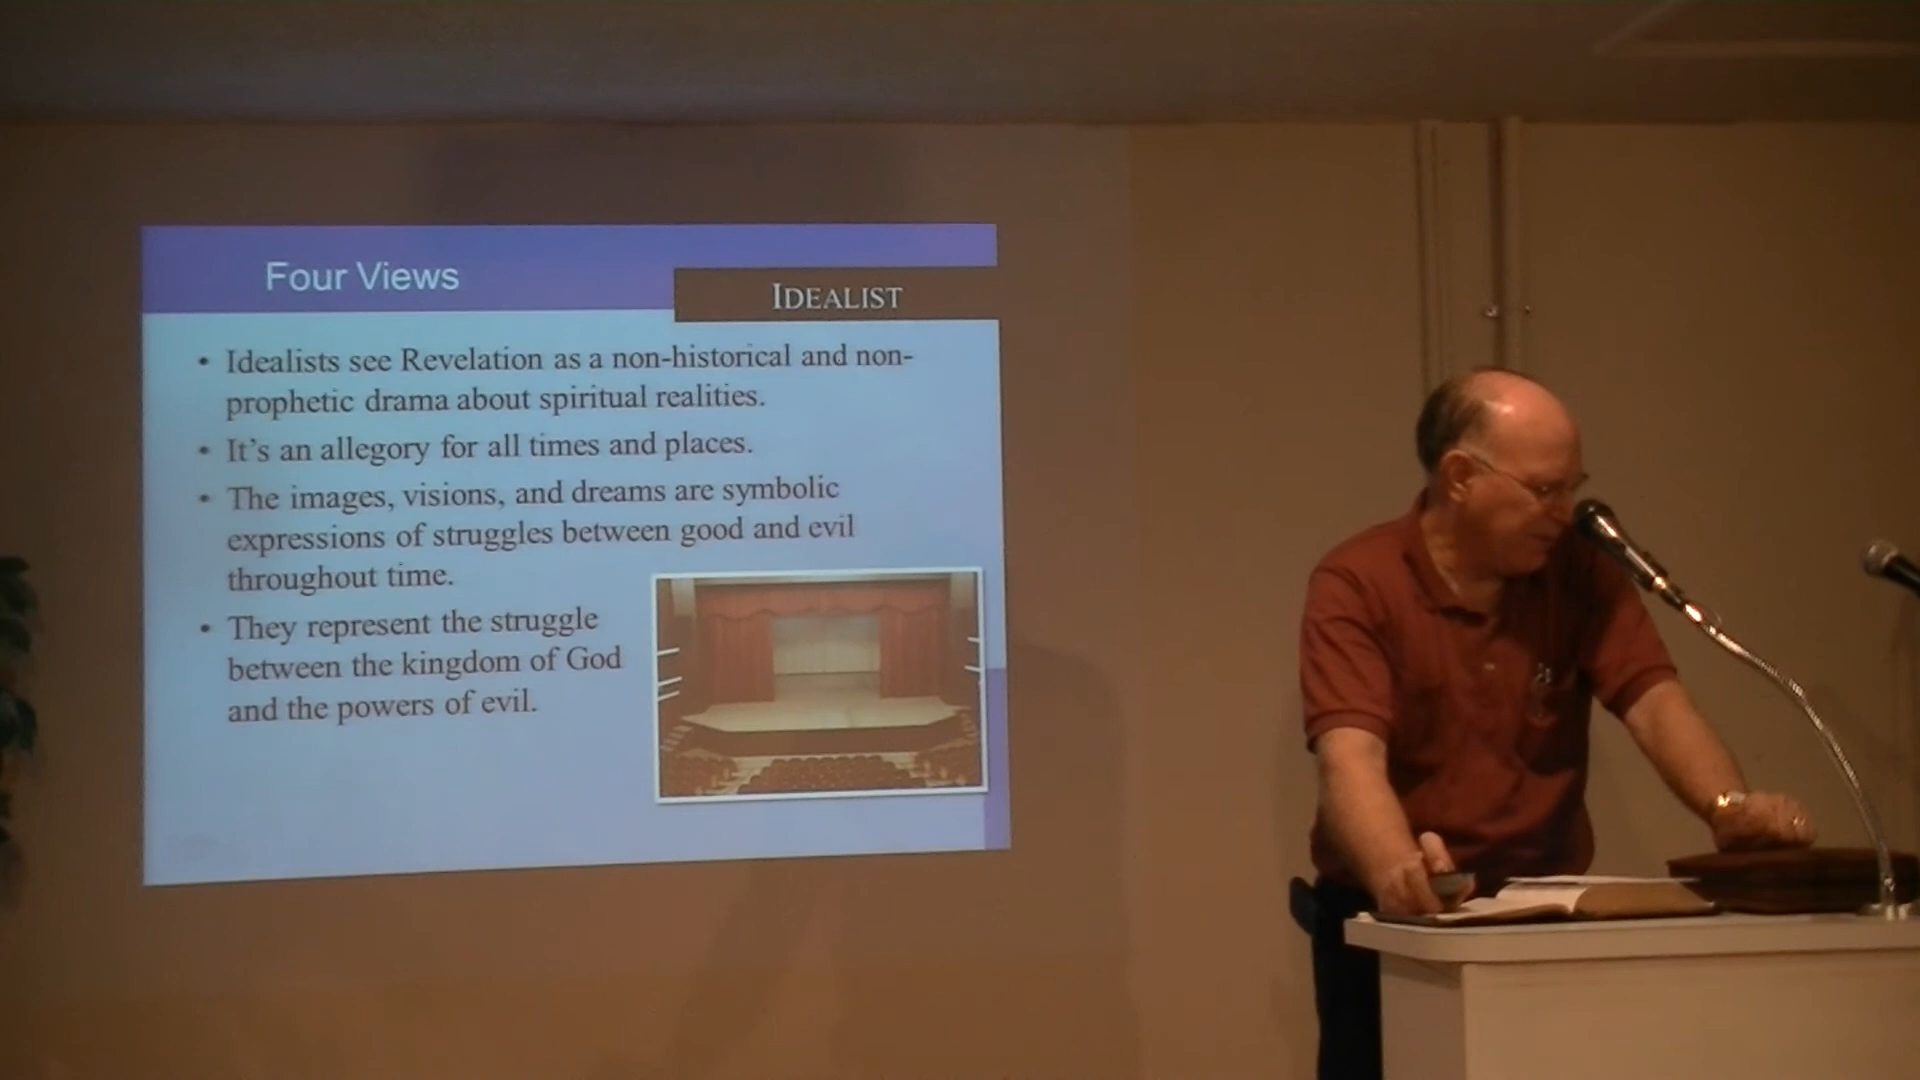 Four Views
IDEALIST
• Idealists see Revelation as a non-historical and non-
prophetic drama about spiritual realities.
• It's an allegory for all times and places.
• The images, visions, and dreams are symbolic
expressions of struggles between good and evil
throughout time.
• They represent the struggle
between the kingdom of God
and the powers of evil.